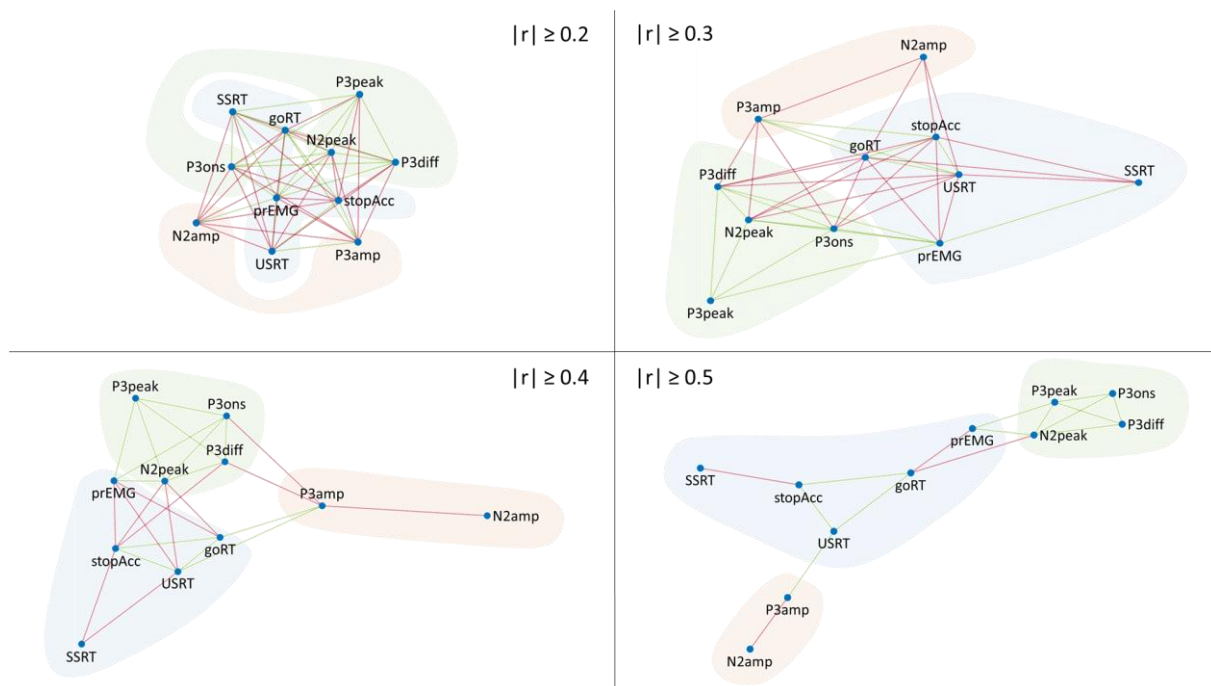 |r| ≥ 0.2
P3peak
SSRT
goRT
N2peak
P3ons
P3diff
prEMG
stopAcc
N2amp
USRT
P3amp
|r| ≥ 0.3
N2amp
P3amp
stopAcc
goRT
P3diff
USRT
SSRT
N2peak
P3ons
prEMG
P3peak
|r| ≥ 0.4
P3peak
P3ons
P3diff
N2peak
prEMG
P3amp
N2amp
goRT
stopAcc
USRT
SSRT
|r| ≥ 0.5
P3peak
P3ons
P3diff
N2peak
prEMG
SSRT
stopAcc
goRT
USRT
P3amp
N2amp